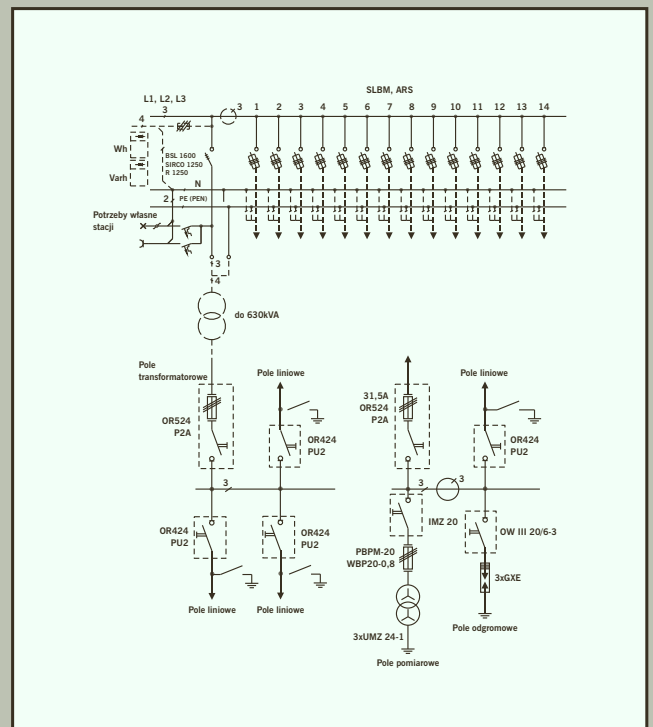 SLBM, ARS
L1, L2, L3
3
3 1 2 3 4 5 6 7 8 9 10 11 12 13 14
4
Wh
BSL 1600
SIRCO 1250
R 1250
Varh
N
2 PE (PEN)
Potrzeby własne
stacji
3
4
do 630kVA
Pole
transformatorowe
Pole liniowe
Pole liniowe
OR524
P2A
OR424
PU2
31,5A
OR524
P2A
OR424
PU2
3
3
3
OR424
PU2
OR424
PU2
IMZ 20
OW III 20/6-3
PBPM-20
WBP20-0,8
3xGXE
Pole liniowe
Pole liniowe
3xUMZ 24-1
Pole odgromowe
Pole pomiarowe